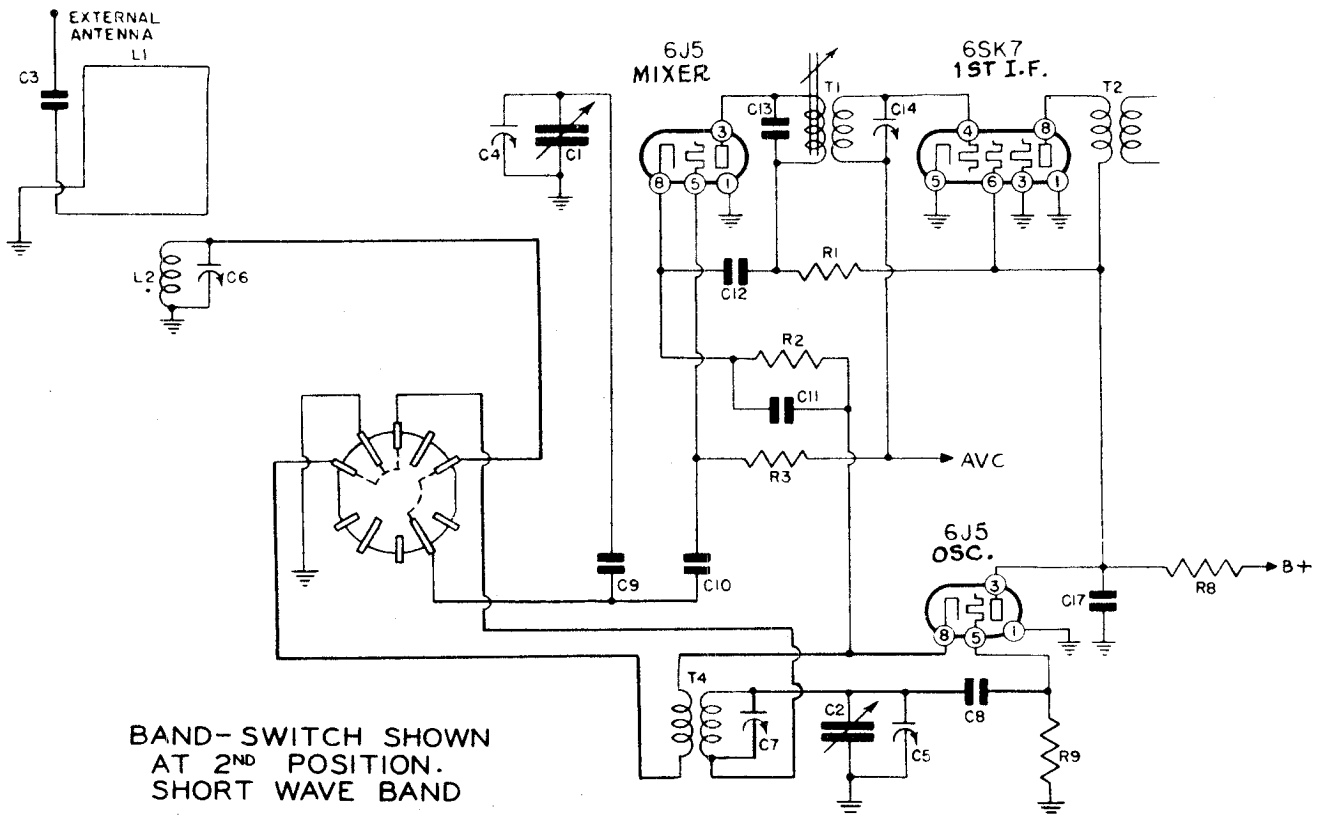 EXTERNAL
ANTENNA
L1
C3
6J5
MIXER
6SK7
1ST I.F.
T1
T2
C13
C14
C4
C1
3
4
8
8
5
1
5
6
3
1
L2
C6
R1
C12
R2
C11
R3
AVC
6J5
OSC.
C9
C10
3
C17
R8
B+
8
5
1
T4
C7
C2
C5
C8
R9
BAND-SWITCH SHOWN
AT 2ND POSITION.
SHORT WAVE BAND